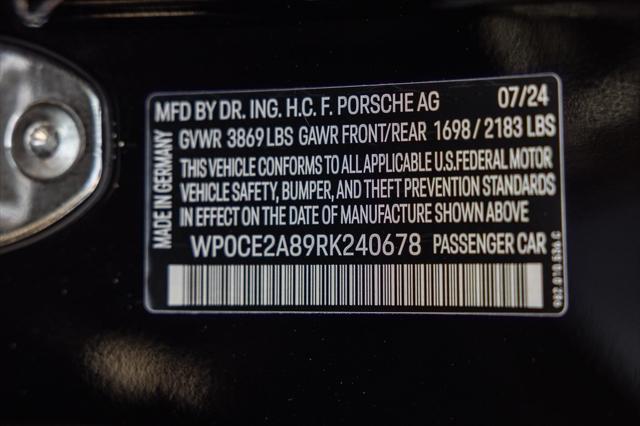 MFD BY DR. ING. H.C. F. PORSCHE AG 07/24
GVWR 3869 LBS GAWR FRONT/REAR 1698 / 2183 LBS
THIS VEHICLE CONFORMS TO ALL APPLICABLE U.S.FEDERAL MOTOR
VEHICLE SAFETY, BUMPER, AND THEFT PREVENTION STANDARDS
IN EFFECT ON THE DATE OF MANUFACTURE SHOWN ABOVE
WP0CE2A89RK240678 PASSENGER CAR
MADE IN GERMANY